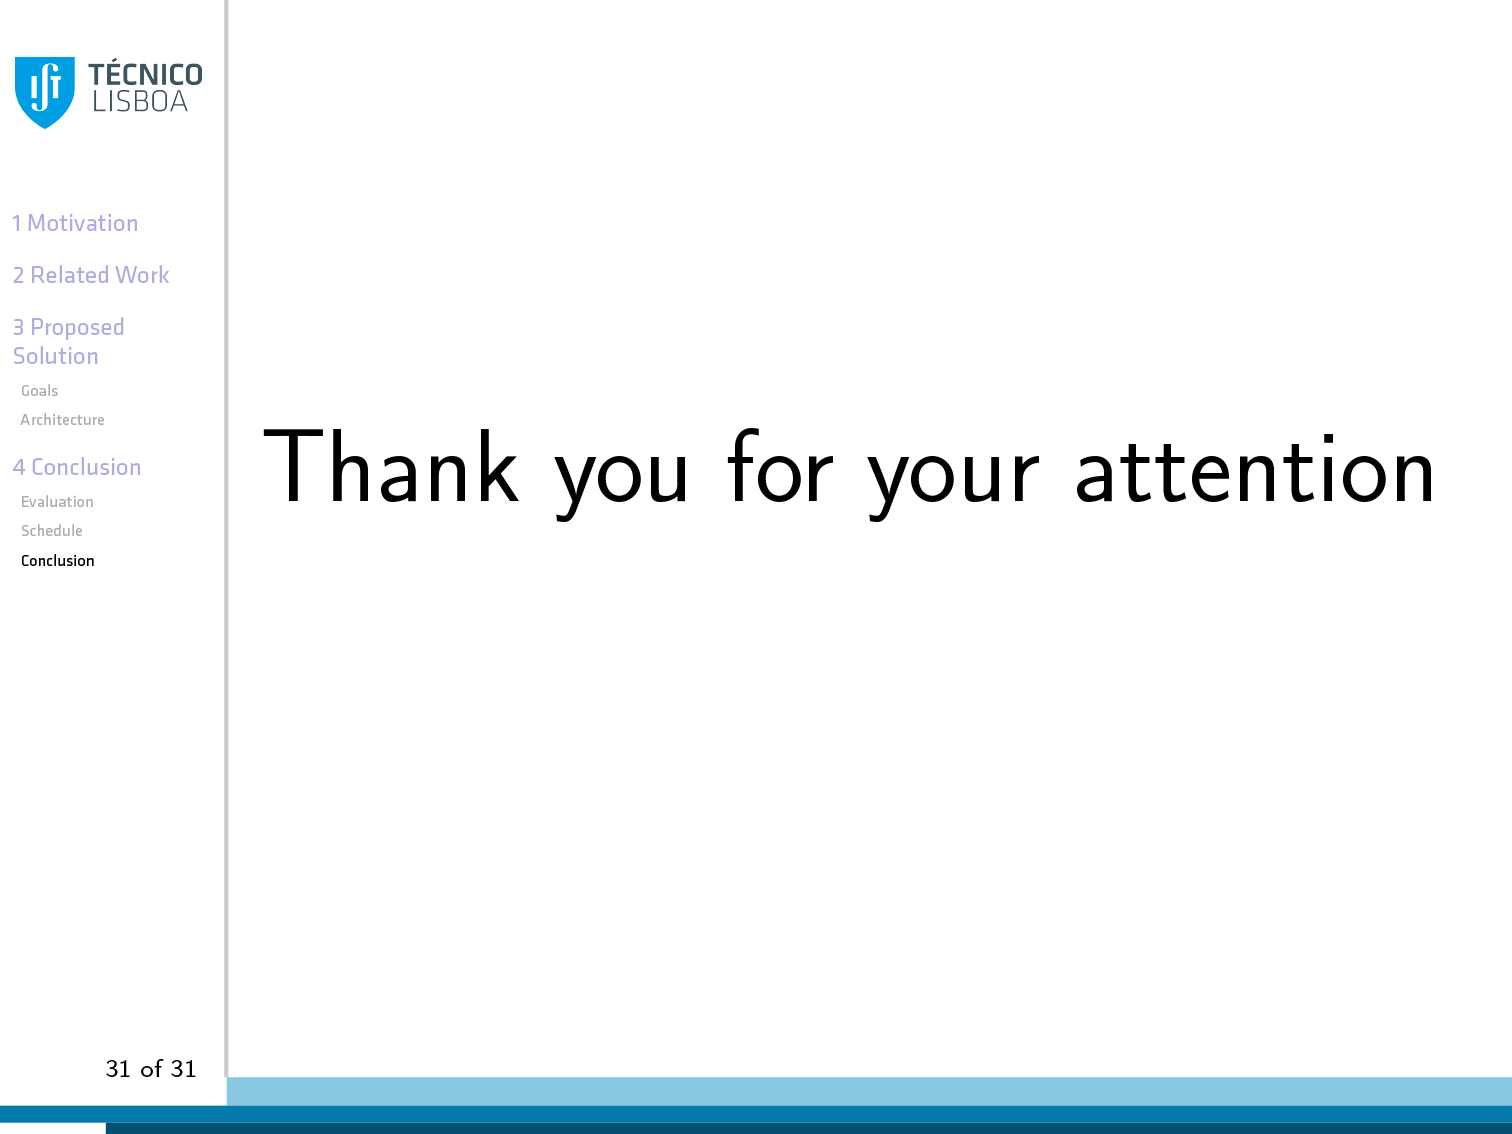 TÉCNICO
LISBOA
1 Motivation
2 Related Work
3 Proposed
Solution
Goals
Architecture
4 Conclusion
Evaluation
Schedule
Conclusion
Thank you for your attention
31 of 31